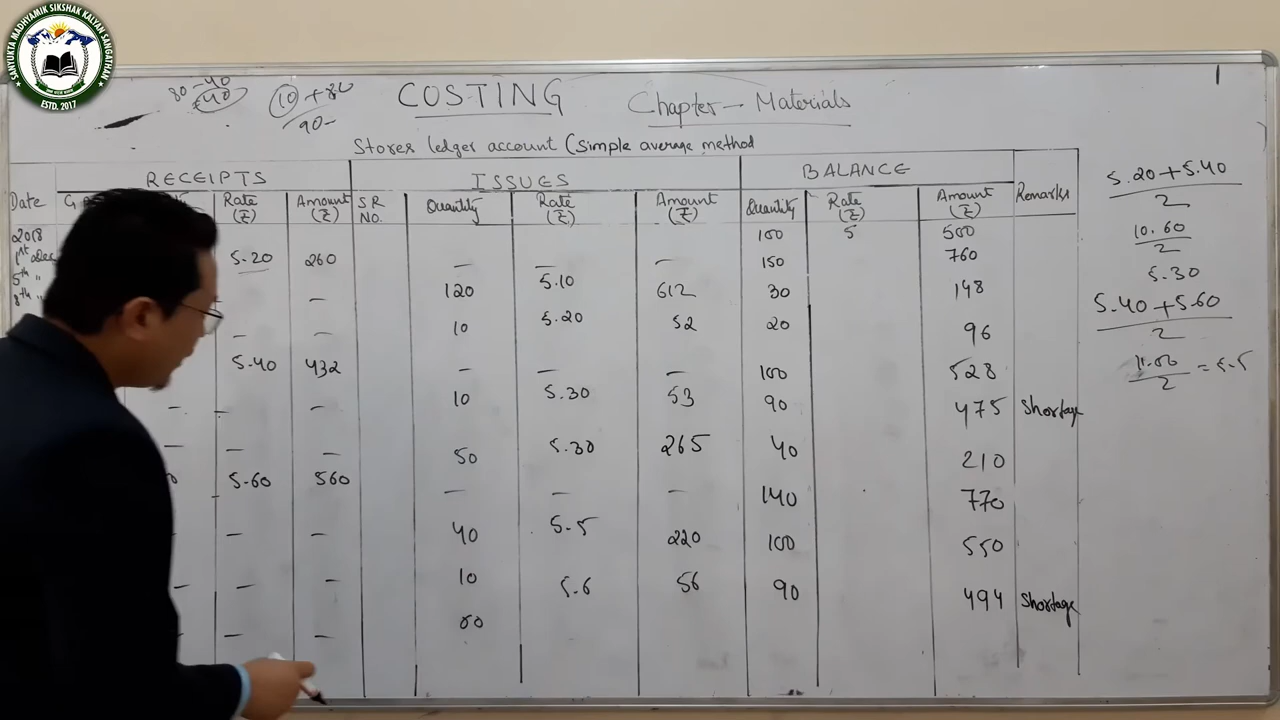 SANYUKTA MADHYAMIK SIKSHAK KALYAN SANGATHAN
ESTD. 2017
80 - 40
40
10 + 80
90-
COSTING Chapter - Materials
1
Stores ledger account (Simple average method
RECEIPTS ISSUES BALANCE
Date Rate (₹) Amount (₹) SR NO. Quantity Rate (₹) Amount (₹) Quantity Rate (₹) Amount (₹) Remarks
2018 100 5 500
1st Dec 5.20 260 — — — 150 760
5th "
8th " — 120 5.10 612 30 148
— — 10 5.20 52 20 96
5.40 432 — — — 100 528
- — - 10 5.30 53 90 475 Shortage
— — — 50 5.30 265 40 210
5.60 560 — — — 140 770
- — — 40 5.5 220 100 550
- — — 10 5.6 56 90 494 Shortage
- — — 60
5.20 + 5.40
2
10.60
2
5.30
5.40 + 5.60
2
11.00
2
= 5.5